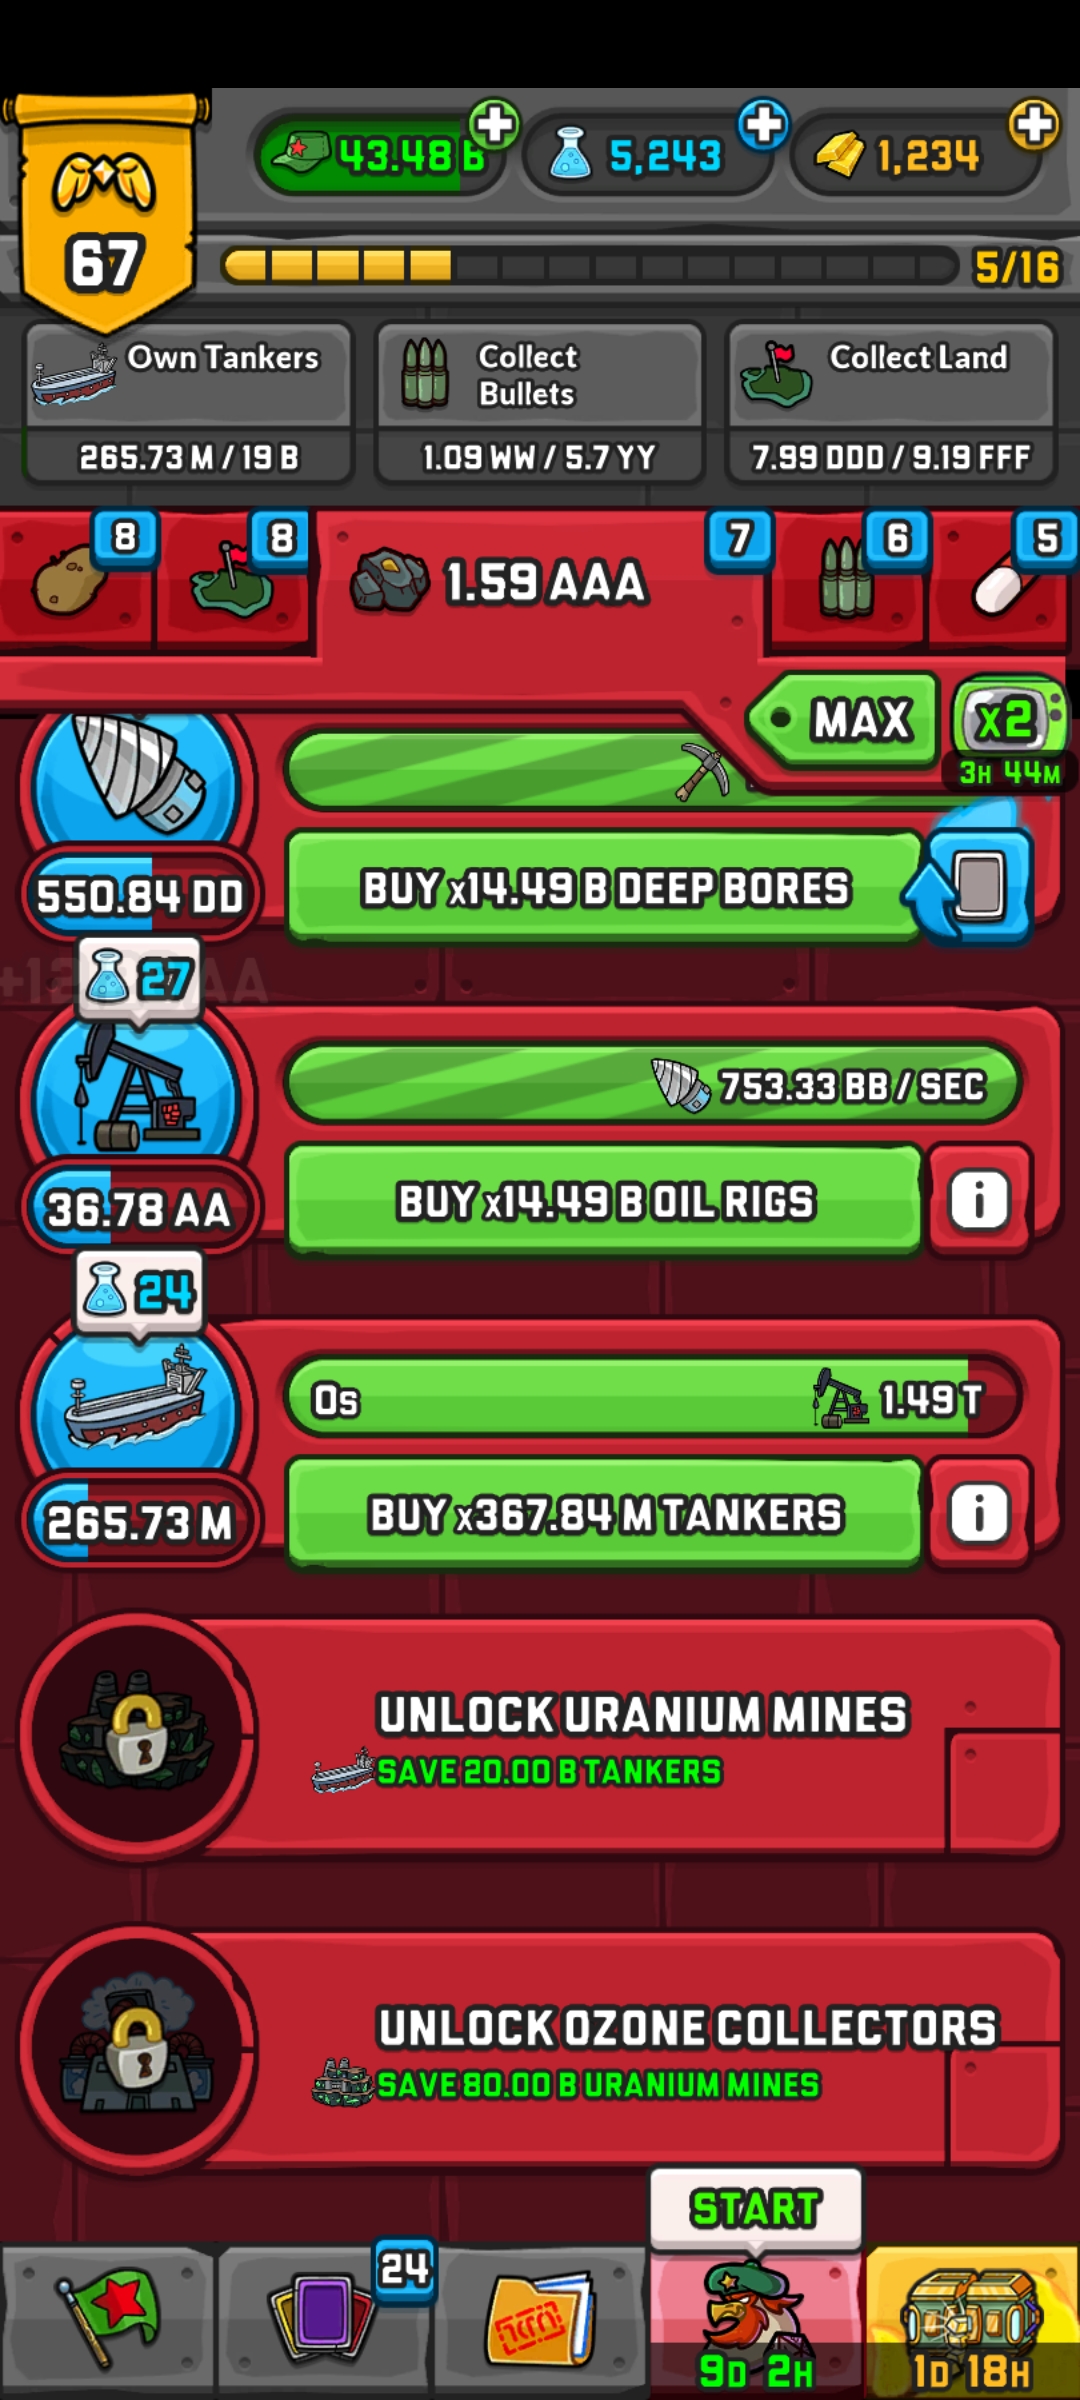 43.48 B
5,243
1,234
67
5/16
Own Tankers
Collect
Bullets
Collect Land
265.73 M / 19 B
1.09 WW / 5.7 YY
7.99 DDD / 9.19 FFF
8
8
7
6
5
1.59 AAA
MAX
x2
3H 44M
BUY x14.49 B DEEP BORES
550.84 DD
27
753.33 BB / SEC
BUY x14.49 B OIL RIGS
i
36.78 AA
24
0s
1.49 T
BUY x367.84 M TANKERS
i
265.73 M
UNLOCK URANIUM MINES
SAVE 20.00 B TANKERS
UNLOCK OZONE COLLECTORS
SAVE 80.00 B URANIUM MINES
START
24
9D 2H
1D 18H